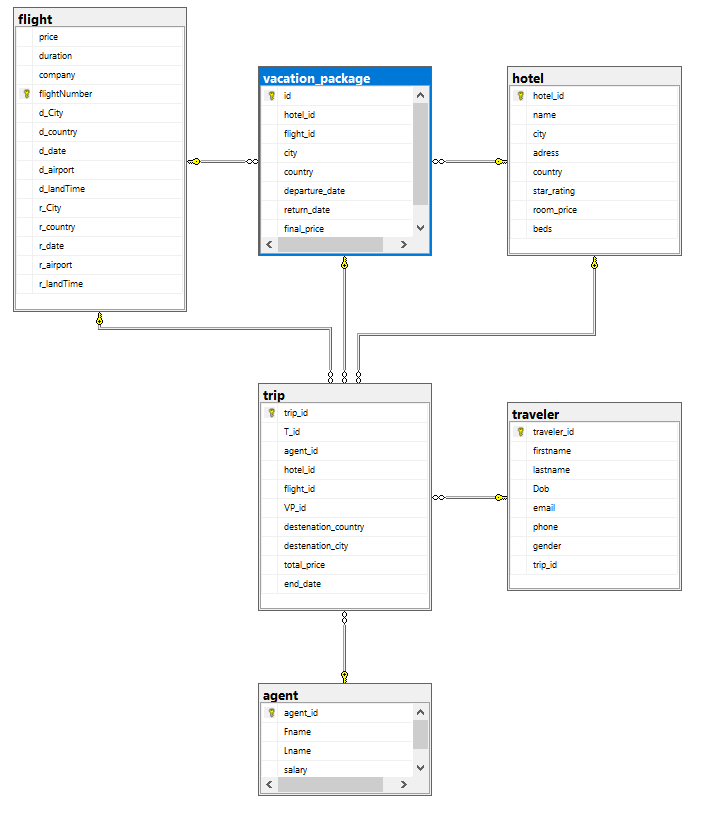 flight
price
duration
company
flightNumber
d_City
d_country
d_date
d_airport
d_landTime
r_City
r_country
r_date
r_airport
r_landTime
vacation_package
id
hotel_id
flight_id
city
country
departure_date
return_date
final_price
hotel
hotel_id
name
city
adress
country
star_rating
room_price
beds
trip
trip_id
T_id
agent_id
hotel_id
flight_id
VP_id
destenation_country
destenation_city
total_price
end_date
traveler
traveler_id
firstname
lastname
Dob
email
phone
gender
trip_id
agent
agent_id
Fname
Lname
salary